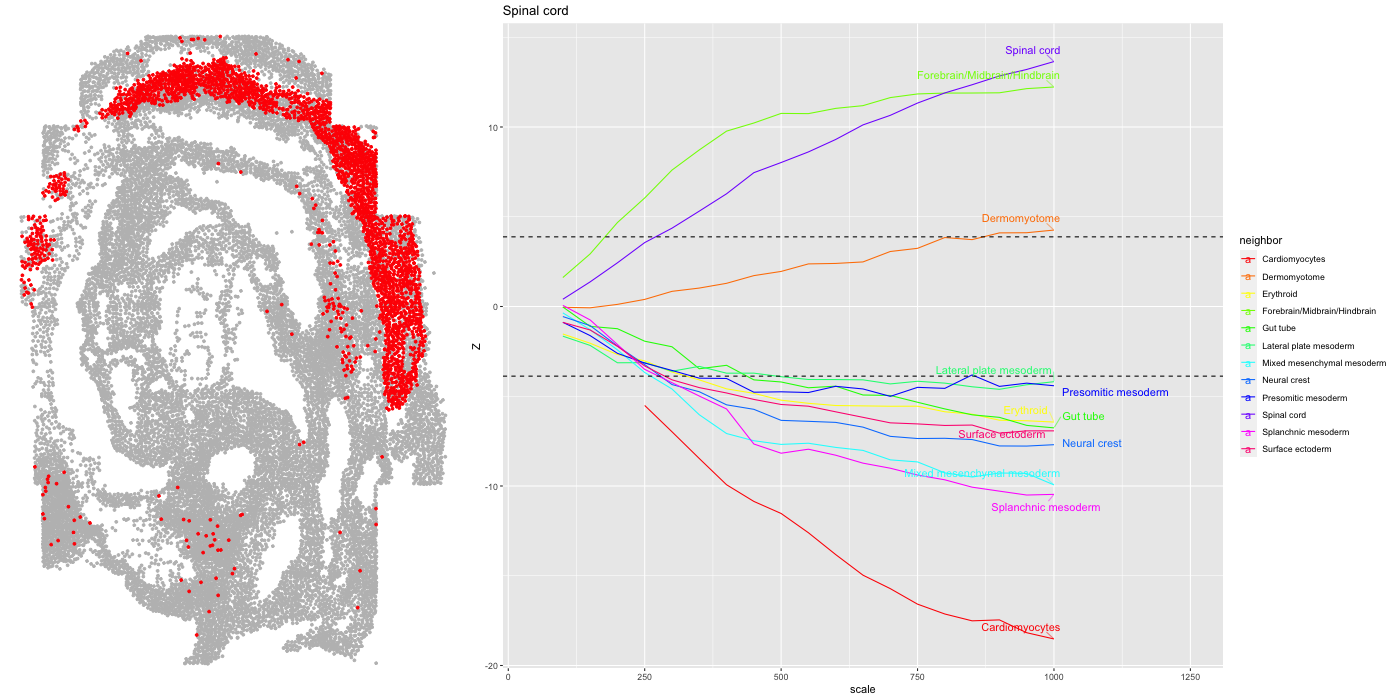 Spinal cord
Spinal cord
Forebrain/Midbrain/Hindbrain
Dermomyotome
Lateral plate mesoderm
Presomitic mesoderm
Erythroid
Gut tube
Surface ectoderm
Neural crest
Mixed mesenchymal mesoderm
Splanchnic mesoderm
Cardiomyocytes
10
0
-10
-20
Z
0
250
500
750
1000
1250
scale
neighbor
a Cardiomyocytes
a Dermomyotome
a Erythroid
a Forebrain/Midbrain/Hindbrain
a Gut tube
a Lateral plate mesoderm
a Mixed mesenchymal mesoderm
a Neural crest
a Presomitic mesoderm
a Spinal cord
a Splanchnic mesoderm
a Surface ectoderm